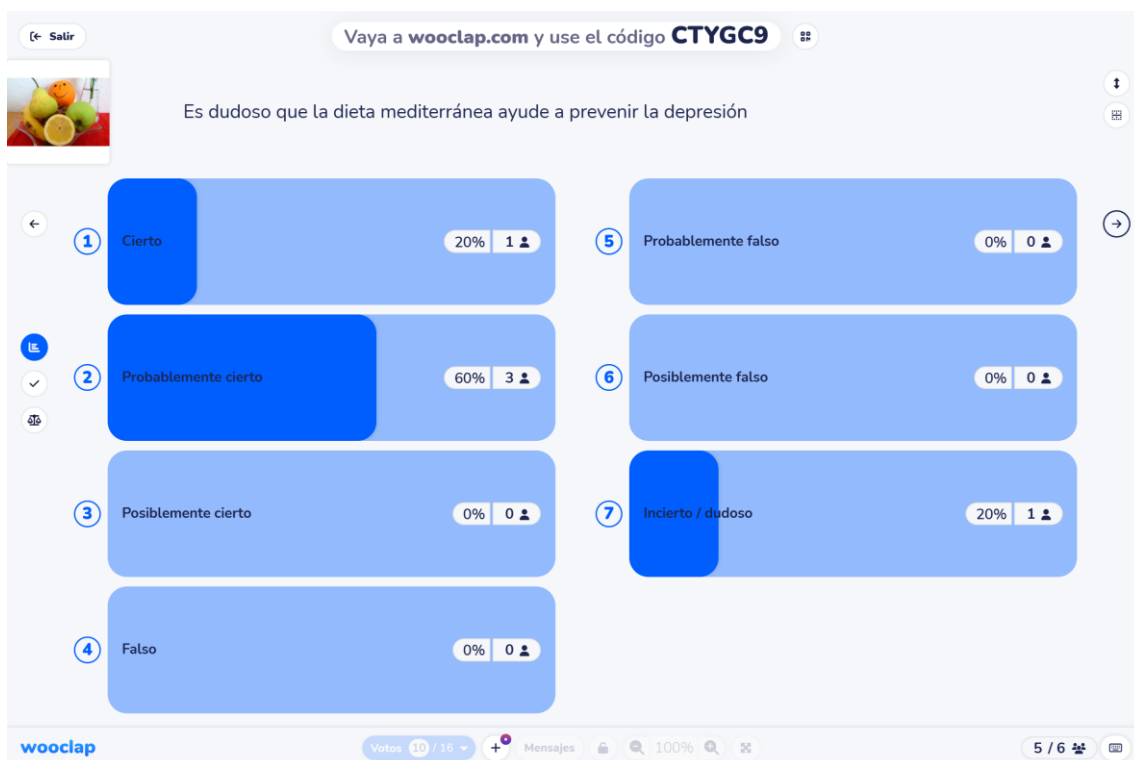 Salir
Vaya a wooclap.com y use el código CTYGC9
Es dudoso que la dieta mediterránea ayude a prevenir la depresión
1 Cierto 20% 1
2 Probablemente cierto 60% 3
3 Posiblemente cierto 0% 0
4 Falso 0% 0
5 Probablemente falso 0% 0
6 Posiblemente falso 0% 0
7 Incierto / dudoso 20% 1
wooclap
Votos 10 / 16
+
Mensajes
100%
5 / 6